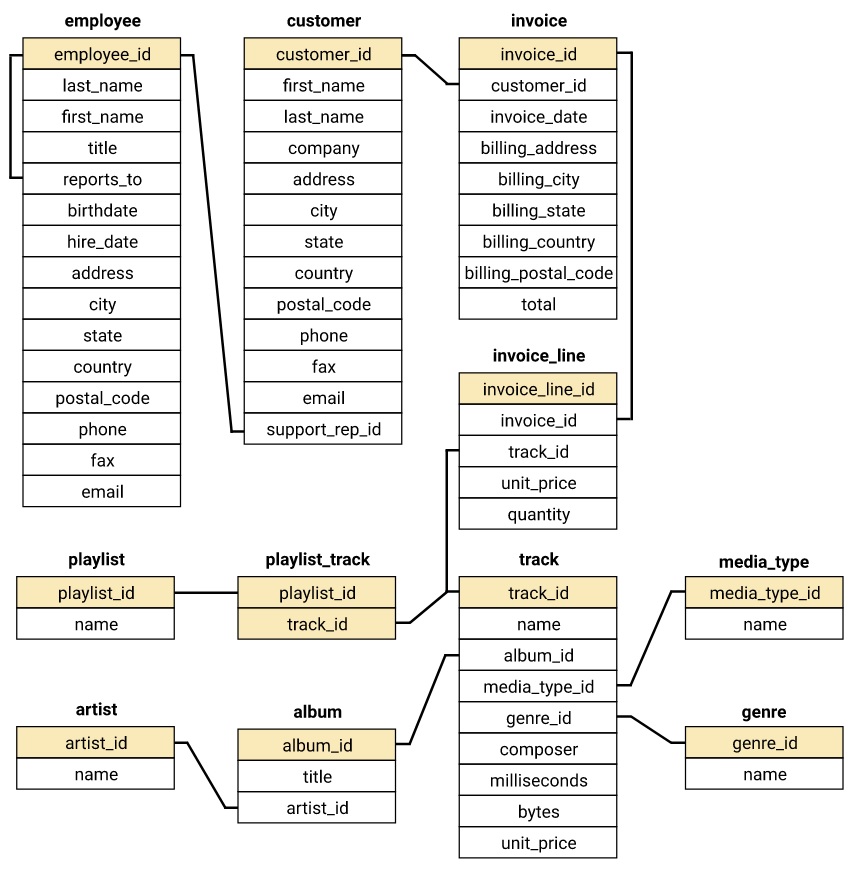 employee
employee_id
last_name
first_name
title
reports_to
birthdate
hire_date
address
city
state
country
postal_code
phone
fax
email
customer
customer_id
first_name
last_name
company
address
city
state
country
postal_code
phone
fax
email
support_rep_id
invoice
invoice_id
customer_id
invoice_date
billing_address
billing_city
billing_state
billing_country
billing_postal_code
total
invoice_line
invoice_line_id
invoice_id
track_id
unit_price
quantity
playlist
playlist_id
name
playlist_track
playlist_id
track_id
track
track_id
name
album_id
media_type_id
genre_id
composer
milliseconds
bytes
unit_price
media_type
media_type_id
name
artist
artist_id
name
album
album_id
title
artist_id
genre
genre_id
name